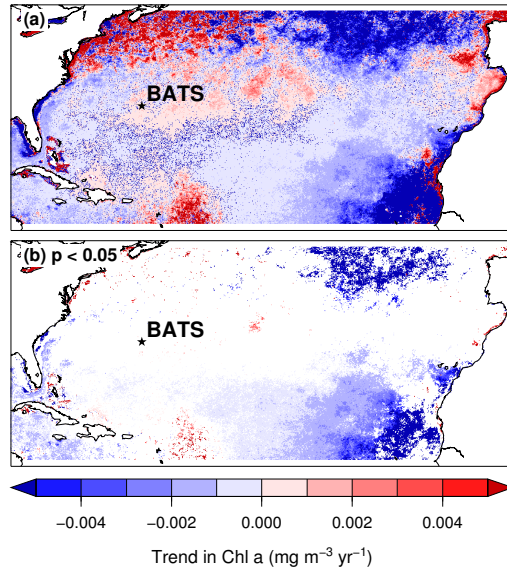 (a)
BATS
(b) p < 0.05
BATS
−0.004 −0.002 0.000 0.002 0.004
Trend in Chl a (mg m⁻³ yr⁻¹)